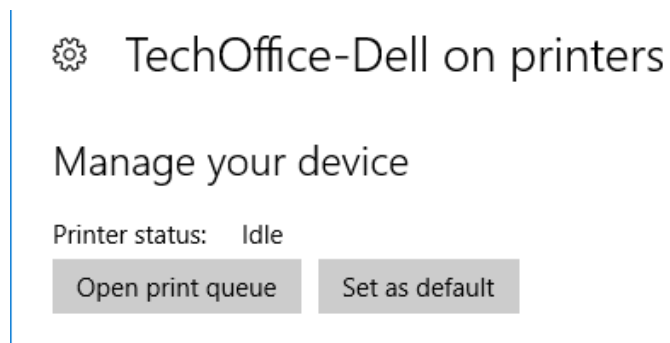 TechOffice-Dell on printers
Manage your device
Printer status: Idle
Open print queue Set as default